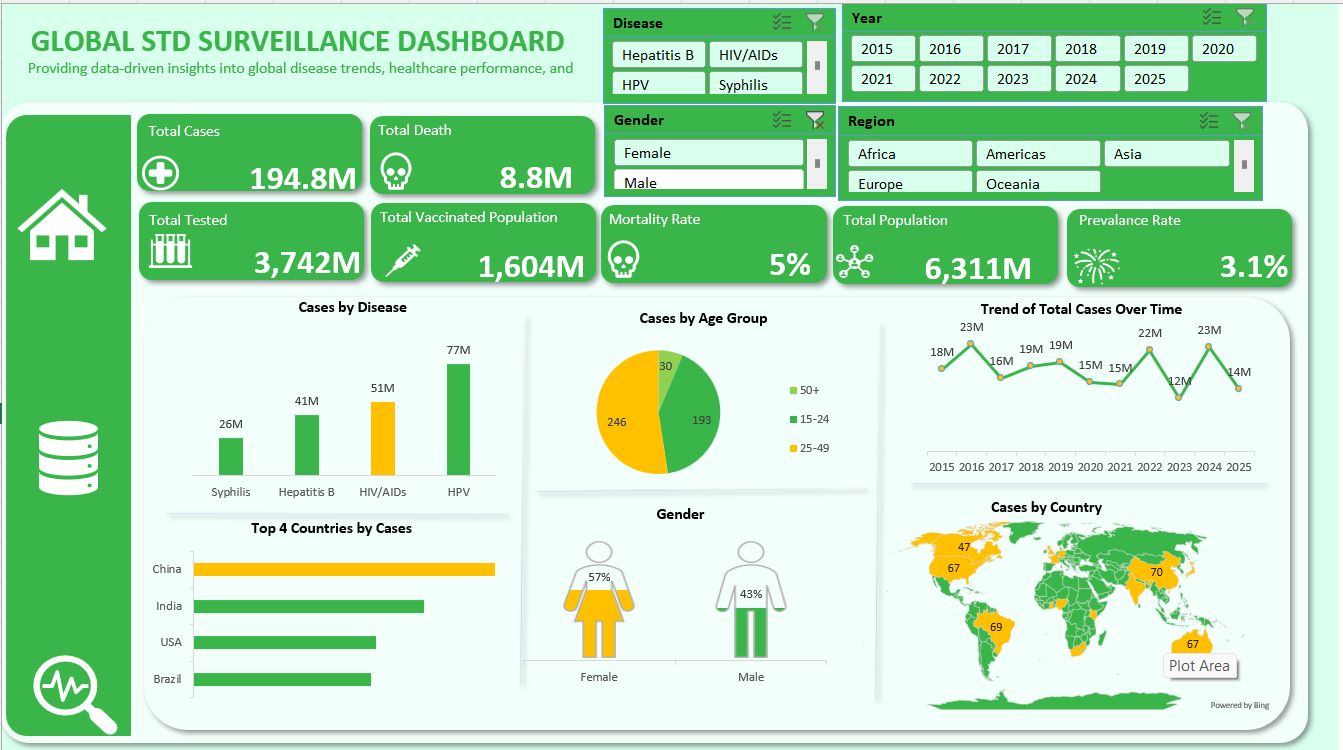 GLOBAL STD SURVEILLANCE DASHBOARD
Providing data-driven insights into global disease trends, healthcare performance, and
Disease
Hepatitis B
HIV/AIDs
HPV
Syphilis
Year
2015
2016
2017
2018
2019
2020
2021
2022
2023
2024
2025
Gender
Female
Male
Region
Africa
Americas
Asia
Europe
Oceania
Total Cases
194.8M
Total Death
8.8M
Total Tested
3,742M
Total Vaccinated Population
1,604M
Mortality Rate
5%
Total Population
6,311M
Prevalance Rate
3.1%
Cases by Disease
26M
41M
51M
77M
Syphilis
Hepatitis B
HIV/AIDs
HPV
Cases by Age Group
30
193
246
50+
15-24
25-49
Trend of Total Cases Over Time
18M
23M
16M
19M
19M
15M
15M
22M
12M
23M
14M
2015 2016 2017 2018 2019 2020 2021 2022 2023 2024 2025
Top 4 Countries by Cases
China
India
USA
Brazil
Gender
57%
43%
Female
Male
Cases by Country
47
67
70
69
67
Plot Area
Powered by Bing